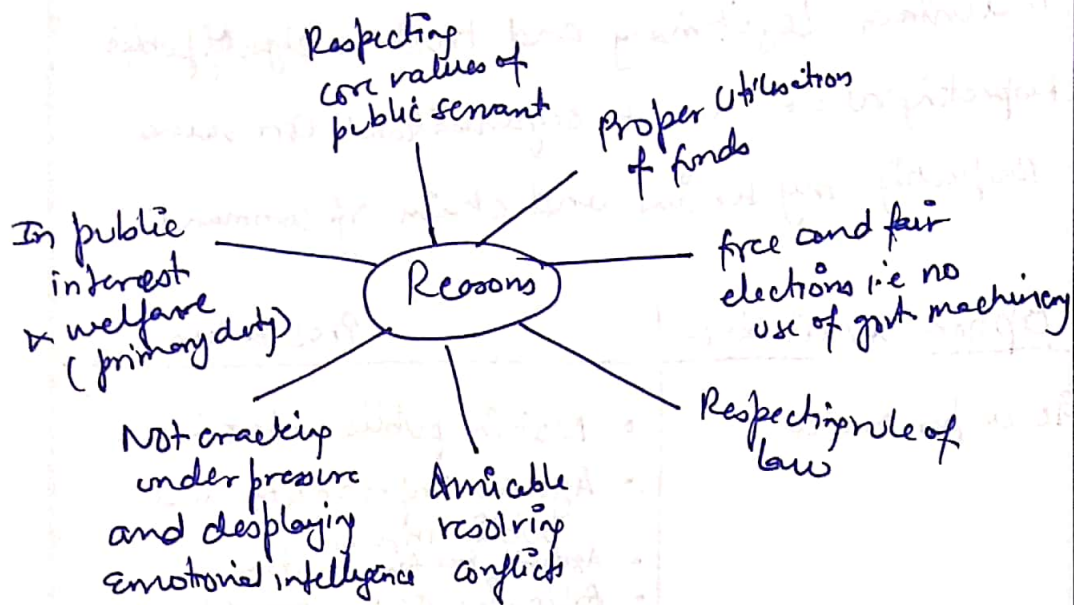 Respecting
core values of
public servant
Proper Utilisation
of funds
free and fair
elections i.e no
use of govt machinery
Respecting rule of
law
Amicable
resolving
conflicts
Not cracking
under pressure
and displaying
Emotional intelligence
In public
interest
& welfare
(primary duty)
Reasons